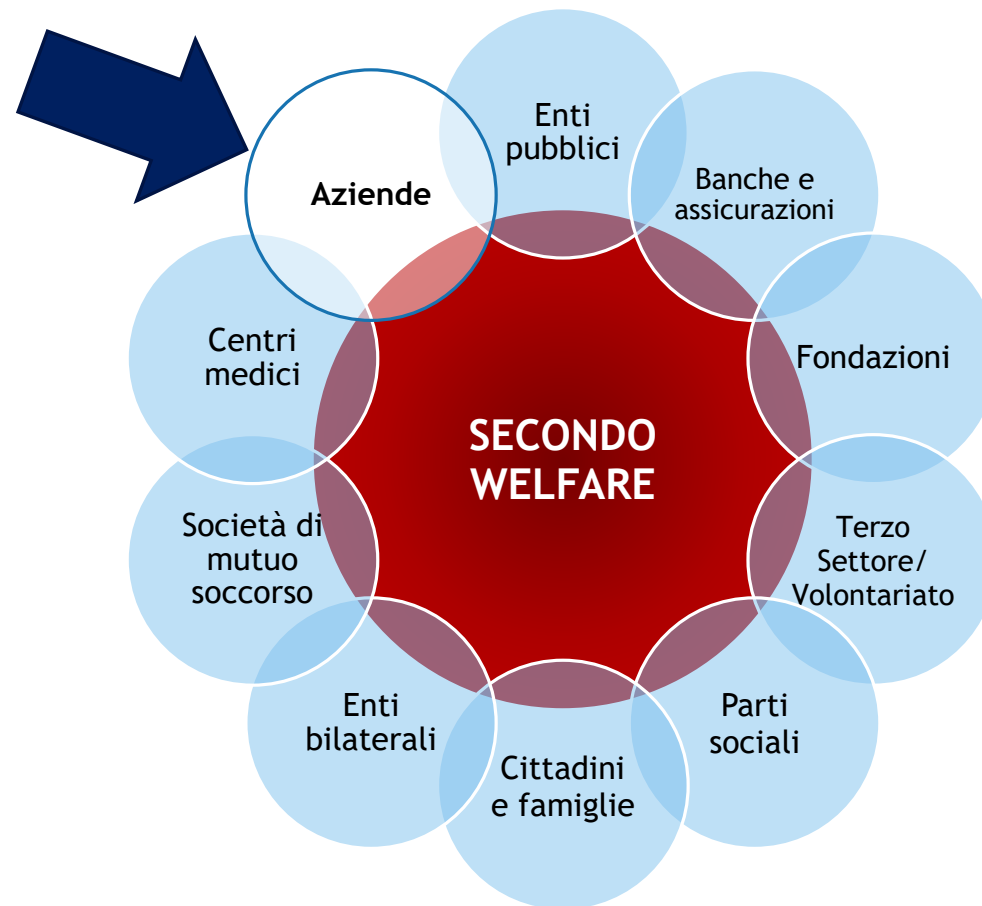 Enti
pubblici
Banche e
assicurazioni
Fondazioni
Terzo
Settore/
Volontariato
Parti
sociali
Cittadini
e famiglie
Enti
bilaterali
Società di
mutuo
soccorso
Centri
medici
Aziende
SECONDO
WELFARE